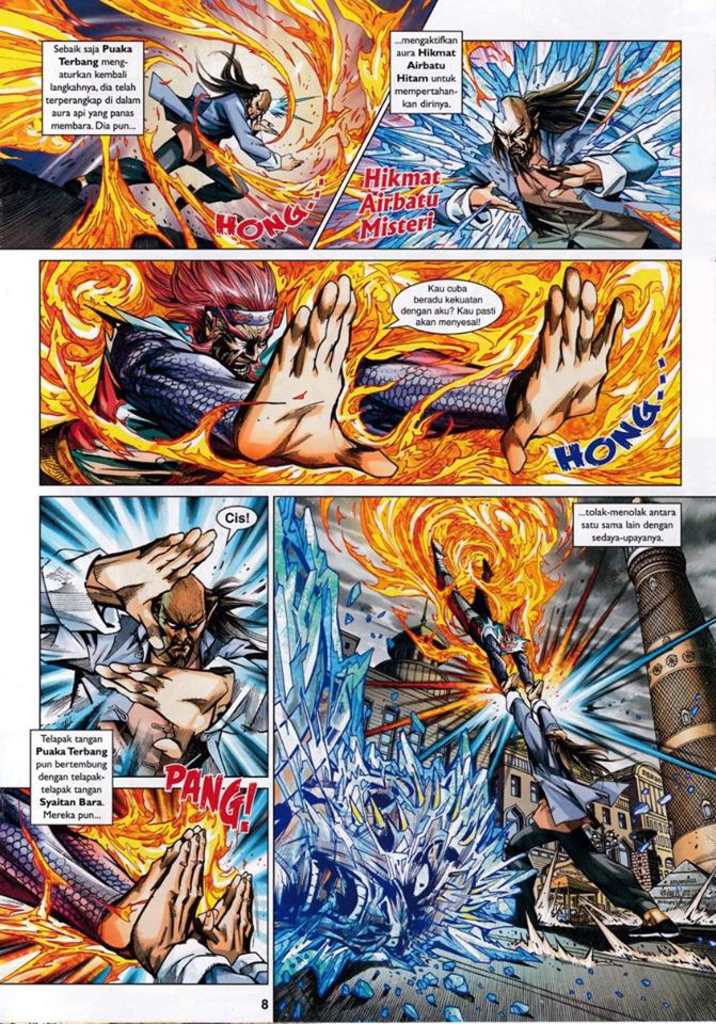 Sebaik saja Puaka
Terbang meng-
aturkan kembali
langkahnya, dia telah
terperangkap di dalam
aura api yang panas
membara. Dia pun...
HONG...
...mengaktifkan
aura Hikmat
Airbatu
Hitam untuk
mempertahan-
kan dirinya.
Hikmat
Airbatu
Misteri
Kau cuba
beradu kekuatan
dengan aku? Kau pasti
akan menyesal!
HONG...
Cis!
Telapak tangan
Puaka Terbang
pun bertembung
dengan telapak-
telapak tangan
Syaitan Bara.
Mereka pun...
PANG!
...tolak-menolak antara
satu sama lain dengan
sedaya-upayanya.
8